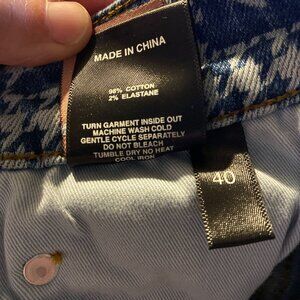 MADE IN CHINA
98% COTTON
2% ELASTANE
TURN GARMENT INSIDE OUT
MACHINE WASH COLD
GENTLE CYCLE SEPARATELY
DO NOT BLEACH
TUMBLE DRY NO HEAT
COOL IRON
40